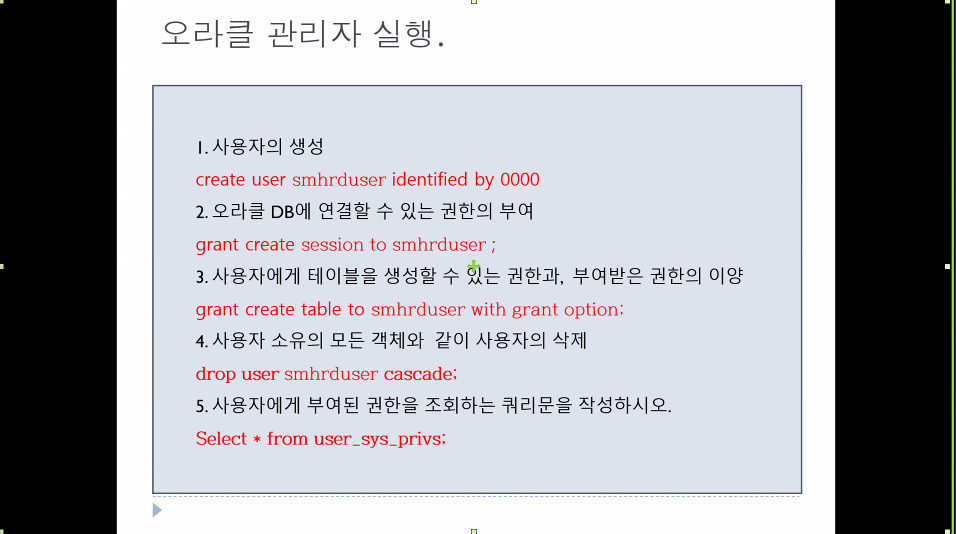 오라클 관리자 실행.
1. 사용자의 생성
create user smhrduser identified by 0000
2. 오라클 DB에 연결할 수 있는 권한의 부여
grant create session to smhrduser ;
3. 사용자에게 테이블을 생성할 수 있는 권한과, 부여받은 권한의 이양
grant create table to smhrduser with grant option;
4. 사용자 소유의 모든 객체와 같이 사용자의 삭제
drop user smhrduser cascade;
5. 사용자에게 부여된 권한을 조회하는 쿼리문을 작성하시오.
Select * from user_sys_privs;